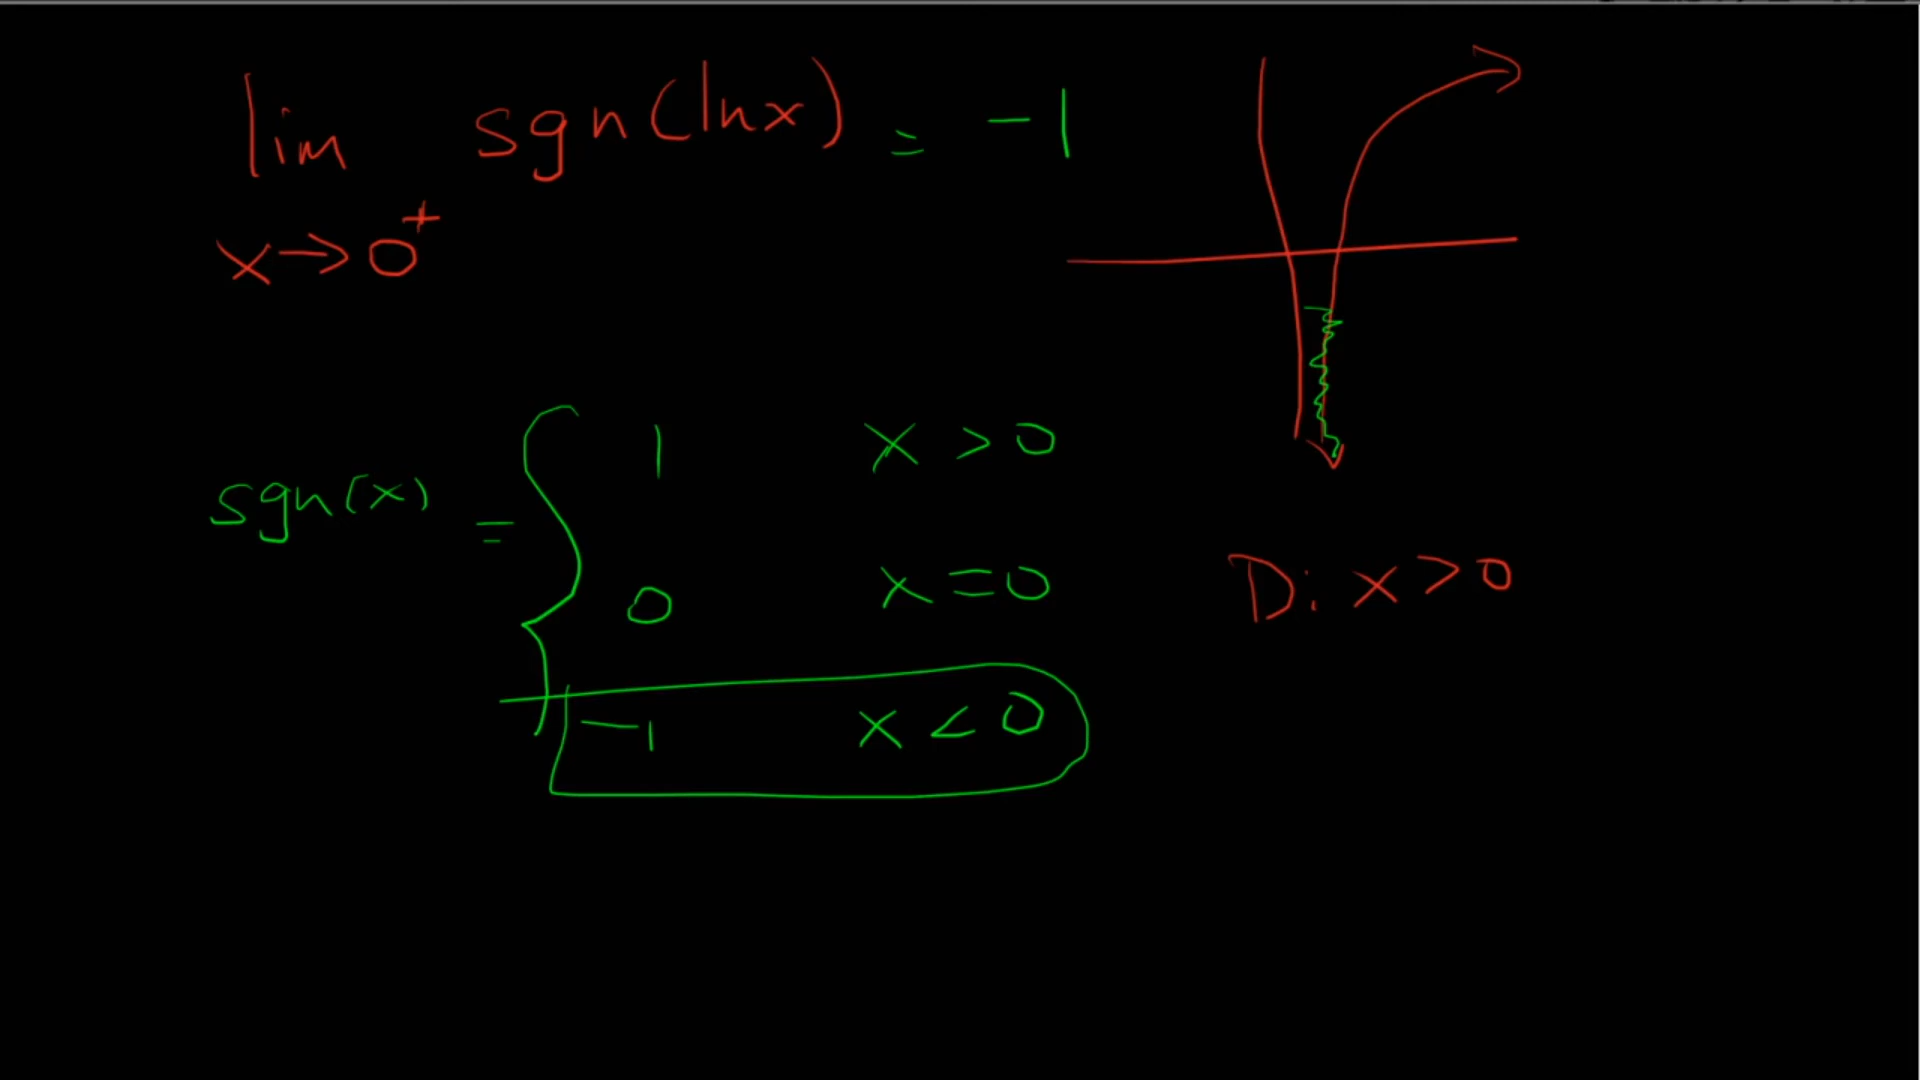 lim sgn(lnx) = -1
x→0⁺
sgn(x) = { 1 x > 0
0 x = 0
-1 x < 0
D: x > 0